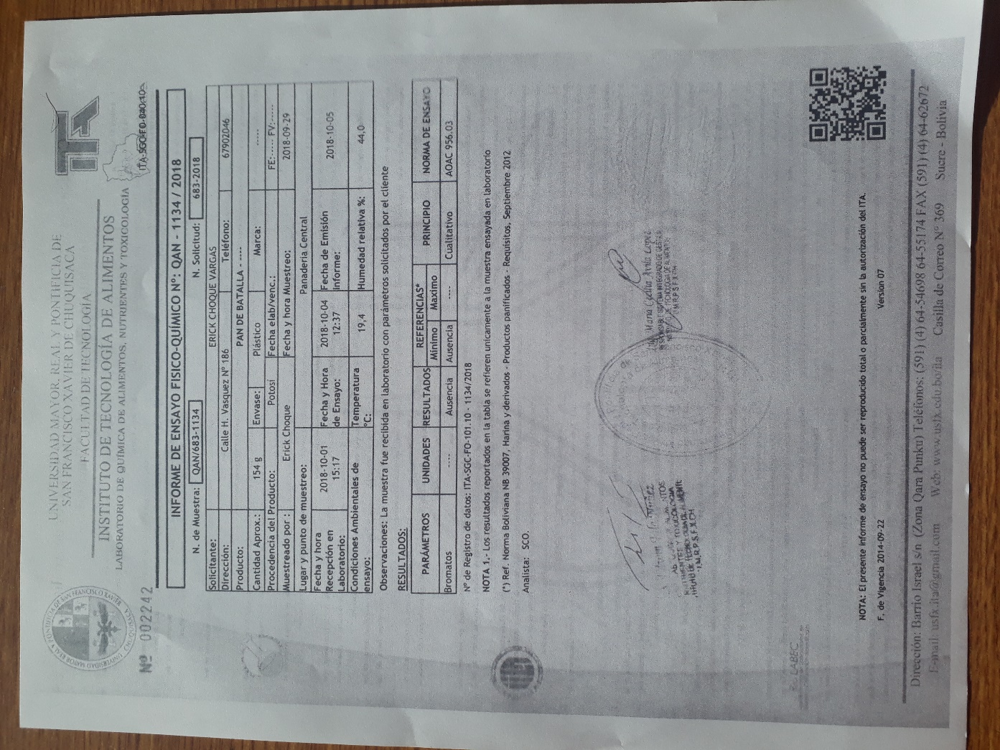 UNIVERSIDAD MAYOR, REAL Y PONTIFICIA DE
SAN FRANCISCO XAVIER DE CHUQUISACA
FACULTAD DE TECNOLOGÍA
INSTITUTO DE TECNOLOGÍA DE ALIMENTOS
LABORATORIO DE QUÍMICA DE ALIMENTOS, NUTRIENTES Y TOXICOLOGÍA
ITA
ITA-SGC-FO-040.10
Nº 002242
INFORME DE ENSAYO FISICO-QUÍMICO Nº: QAN - 1134 / 2018
N. de Muestra: QAN/683-1134 N. Solicitud: 683-2018
Solicitante: ERICK CHOQUE VARGAS
Dirección: Calle H. Vasquez Nº 186 Teléfono: 67902046
Producto: PAN DE BATALLA - ----
Cantidad Aprox.: 154 g Envase: Plástico Marca: -----
Procedencia del Producto: Potosí Fecha elab/venc.: FE:----- FV:-----
Muestreado por : Erick Choque Fecha y hora Muestreo: 2018-09-29
Lugar y punto de muestreo: Panaderia Central
Fecha y hora Recepción en Laboratorio: 2018-10-01 15:17 Fecha y Hora de Ensayo: 2018-10-04 12:37 Fecha de Emisión Informe: 2018-10-05
Condiciones Ambientales de ensayo: Temperatura °C: 19,4 Humedad relativa %: 44,0
Observaciones: La muestra fue recibida en laboratorio con parámetros solicitados por el cliente
RESULTADOS:
PARÁMETROS UNIDADES RESULTADOS REFERENCIAS* Mínimo Maximo PRINCIPIO NORMA DE ENSAYO
Bromatos ---- Ausencia Ausencia ---- Cualitativo AOAC 956.03
Nº de Registro de datos: ITA-SGC-FO-101.10 - 1134/2018
NOTA 1.- Los resultados reportados en la tabla se refieren unicamente a la muestra ensayada en laboratorio
(*) Ref. Norma Boliviana NB 39007, Harina y derivados - Productos panificados - Requisitos, Septiembre 2012
Analista: SCO.
Maria Cecilia Avila Lopez
U.M.R.P.S.F.X.CH
LABEC
NOTA: El presente informe de ensayo no puede ser reproducido total o parcialmente sin la autorización del ITA.
F. de Vigencia 2014-09-22 Version 07
Dirección: Barrio Israel s/n (Zona Qara Punku) Teléfonos: (591) (4) 64-54698 64-55174 FAX (591) (4) 64-62672
E-mail: usfx.ita@gmail.com Web: www.usfx.edu.bo/ita Casilla de Correo N° 369 Sucre - Bolivia